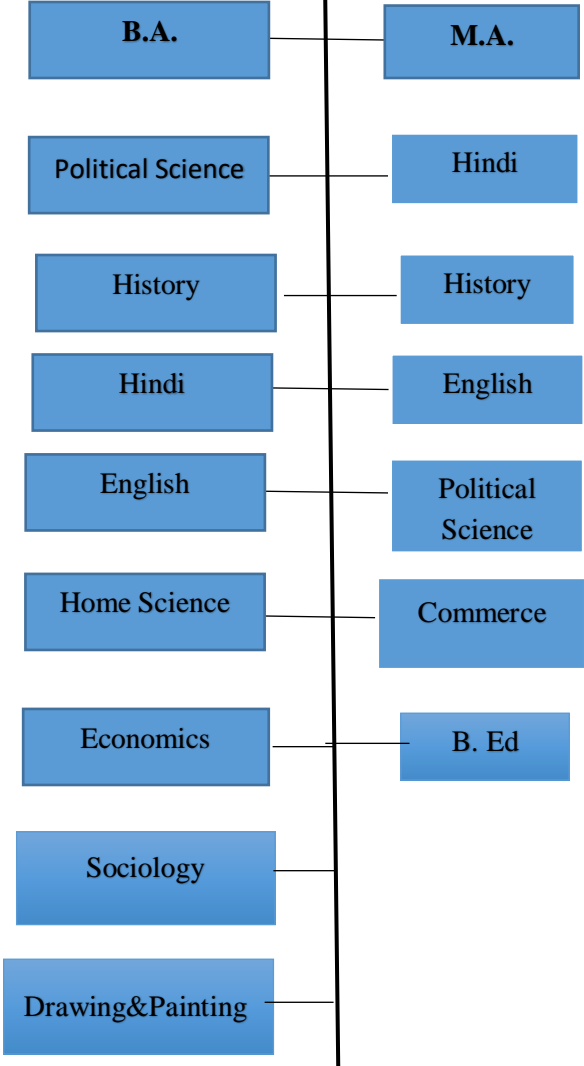 B.A.
M.A.
Political Science
Hindi
History
History
Hindi
English
English
Political
Science
Home Science
Commerce
Economics
B. Ed
Sociology
Drawing&Painting